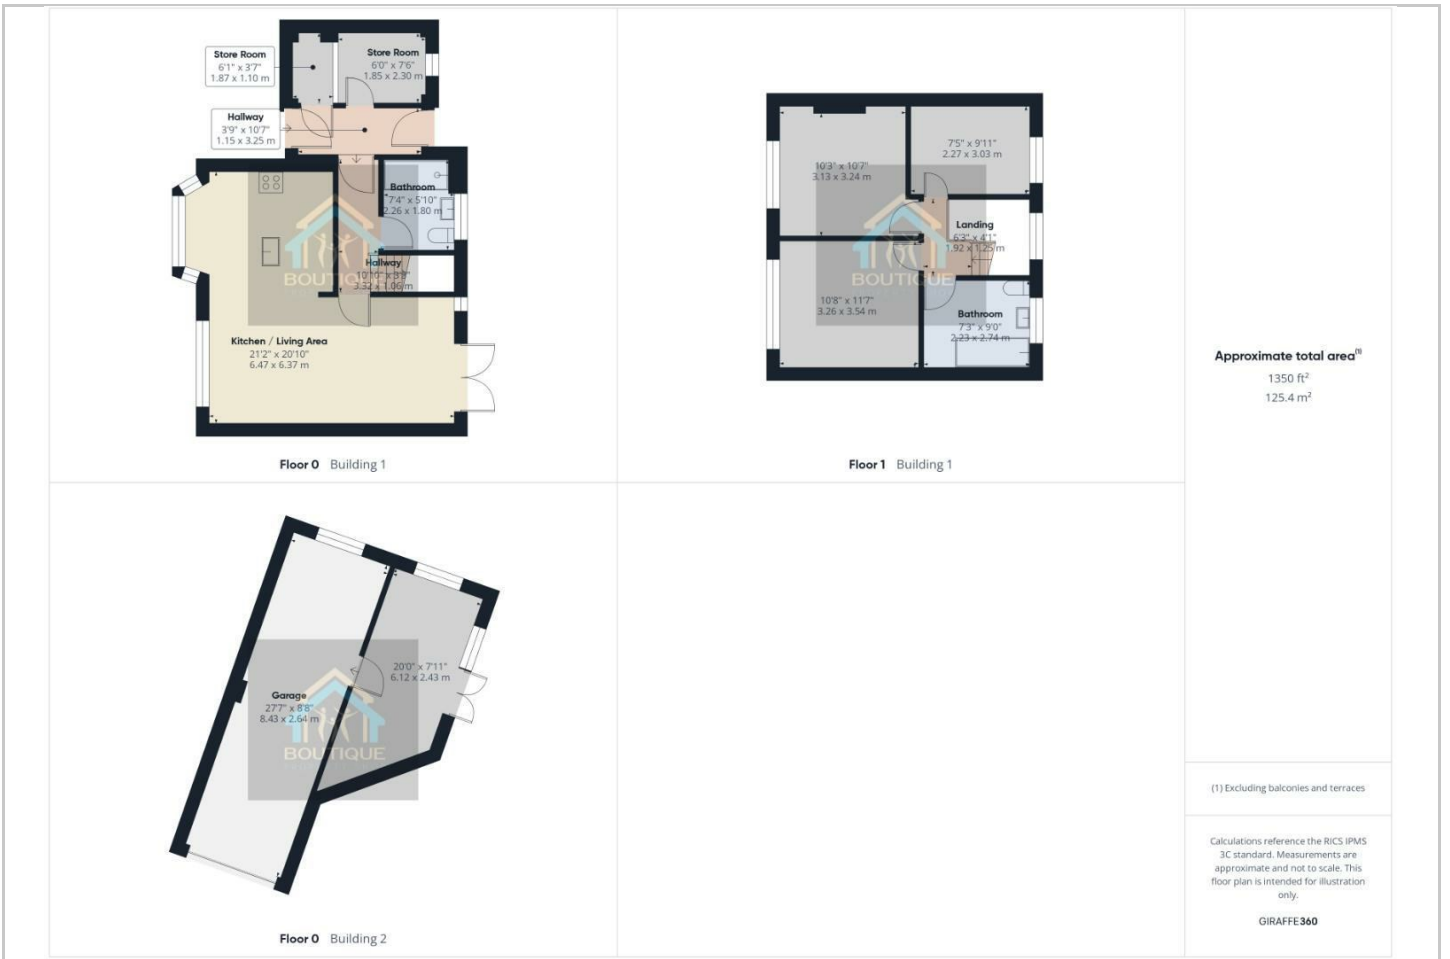 Store Room
6'1" x 3'7"
1.87 x 1.10 m
Store Room
6'0" x 7'6"
1.85 x 2.30 m
Hallway
3'9" x 10'7"
1.15 x 3.25 m
Bathroom
7'4" x 5'10"
2.26 x 1.80 m
Hallway
10'10" x 3'5"
3.32 x 1.06 m
BOUTIQUE
Kitchen / Living Area
21'2" x 20'10"
6.47 x 6.37 m
Floor 0 Building 1
10'3" x 10'7"
3.13 x 3.24 m
7'5" x 9'11"
2.27 x 3.03 m
Landing
6'3" x 4'1"
1.92 x 1.25 m
BOUTIQUE
10'8" x 11'7"
3.26 x 3.54 m
Bathroom
7'3" x 9'0"
2.23 x 2.74 m
Floor 1 Building 1
Approximate total area(1)
1350 ft²
125.4 m²
20'0" x 7'11"
6.12 x 2.43 m
Garage
27'7" x 8'8"
8.43 x 2.64 m
BOUTIQUE
Floor 0 Building 2
(1) Excluding balconies and terraces
Calculations reference the RICS IPMS
3C standard. Measurements are
approximate and not to scale. This
floor plan is intended for illustration
only.
GIRAFFE360